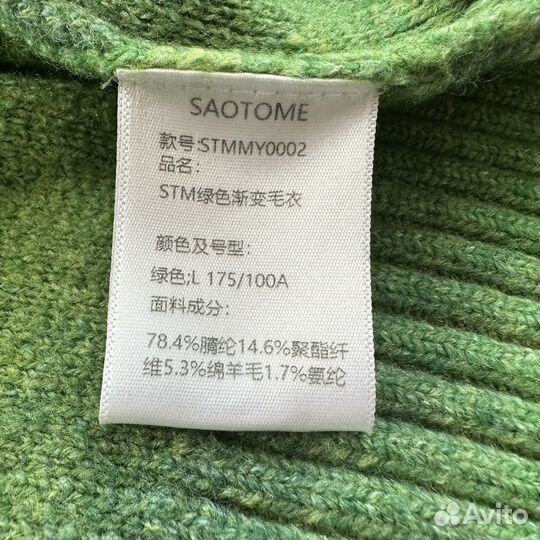 SAOTOME
款号:STMMY0002
品名:
STM绿色渐变毛衣
颜色及号型:
绿色;L 175/100A
面料成分:
78.4%腈纶14.6%聚酯纤
维5.3%绵羊毛1.7%氨纶
Avito